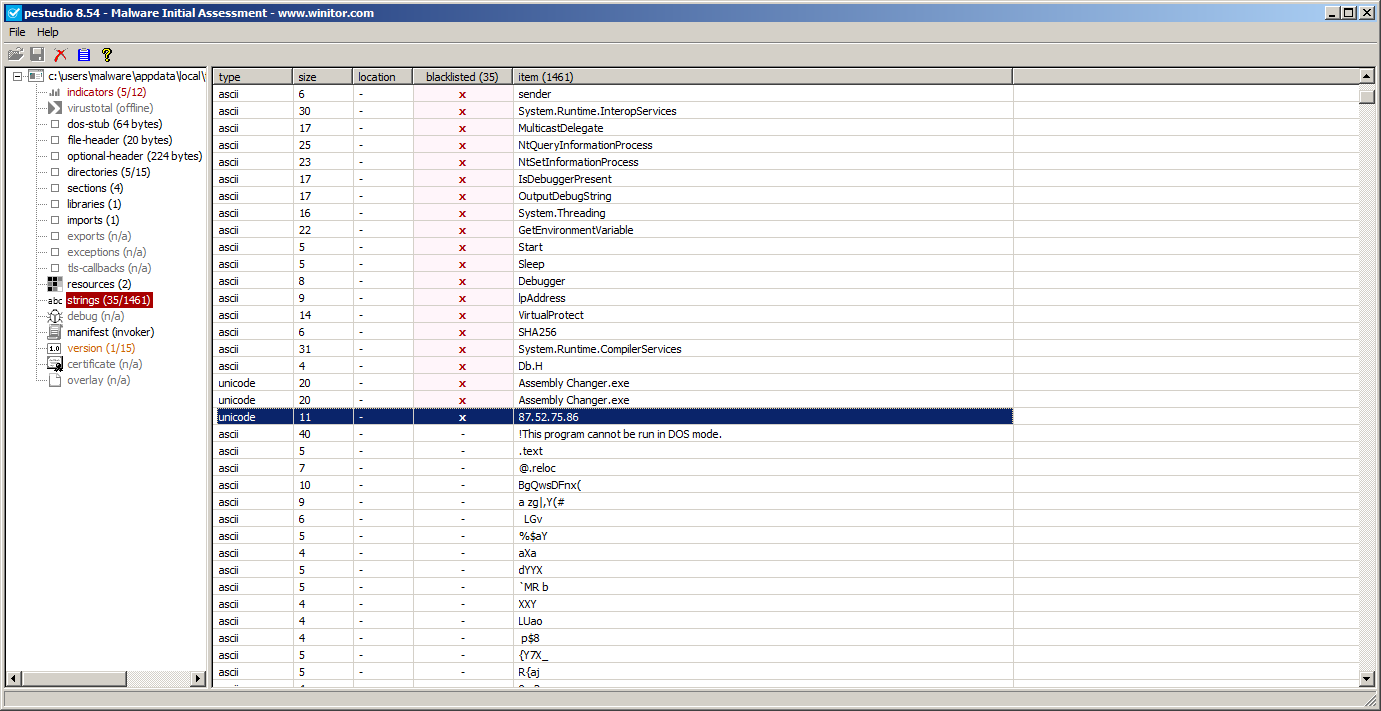 pestudio 8.54 - Malware Initial Assessment - www.winitor.com
File Help
c:\users\malware\appdata\local\
indicators (5/12)
virustotal (offline)
dos-stub (64 bytes)
file-header (20 bytes)
optional-header (224 bytes)
directories (5/15)
sections (4)
libraries (1)
imports (1)
exports (n/a)
exceptions (n/a)
tls-callbacks (n/a)
resources (2)
abc strings (35/1461)
debug (n/a)
manifest (invoker)
1.0 version (1/15)
certificate (n/a)
overlay (n/a)
type size location blacklisted (35) item (1461)
ascii 6 - x sender
ascii 30 - x System.Runtime.InteropServices
ascii 17 - x MulticastDelegate
ascii 25 - x NtQueryInformationProcess
ascii 23 - x NtSetInformationProcess
ascii 17 - x IsDebuggerPresent
ascii 17 - x OutputDebugString
ascii 16 - x System.Threading
ascii 22 - x GetEnvironmentVariable
ascii 5 - x Start
ascii 5 - x Sleep
ascii 8 - x Debugger
ascii 9 - x lpAddress
ascii 14 - x VirtualProtect
ascii 6 - x SHA256
ascii 31 - x System.Runtime.CompilerServices
ascii 4 - x Db.H
unicode 20 - x Assembly Changer.exe
unicode 20 - x Assembly Changer.exe
unicode 11 - x 87.52.75.86
ascii 40 - - !This program cannot be run in DOS mode.
ascii 5 - - .text
ascii 7 - - @.reloc
ascii 10 - - BgQwsDFnx(
ascii 9 - - a zg|,Y(#
ascii 6 - - LGv
ascii 5 - - %$aY
ascii 4 - - aXa
ascii 5 - - dYYX
ascii 5 - - `MR b
ascii 4 - - XXY
ascii 4 - - LUao
ascii 4 - - p$8
ascii 5 - - {Y7X_
ascii 5 - - R{aj